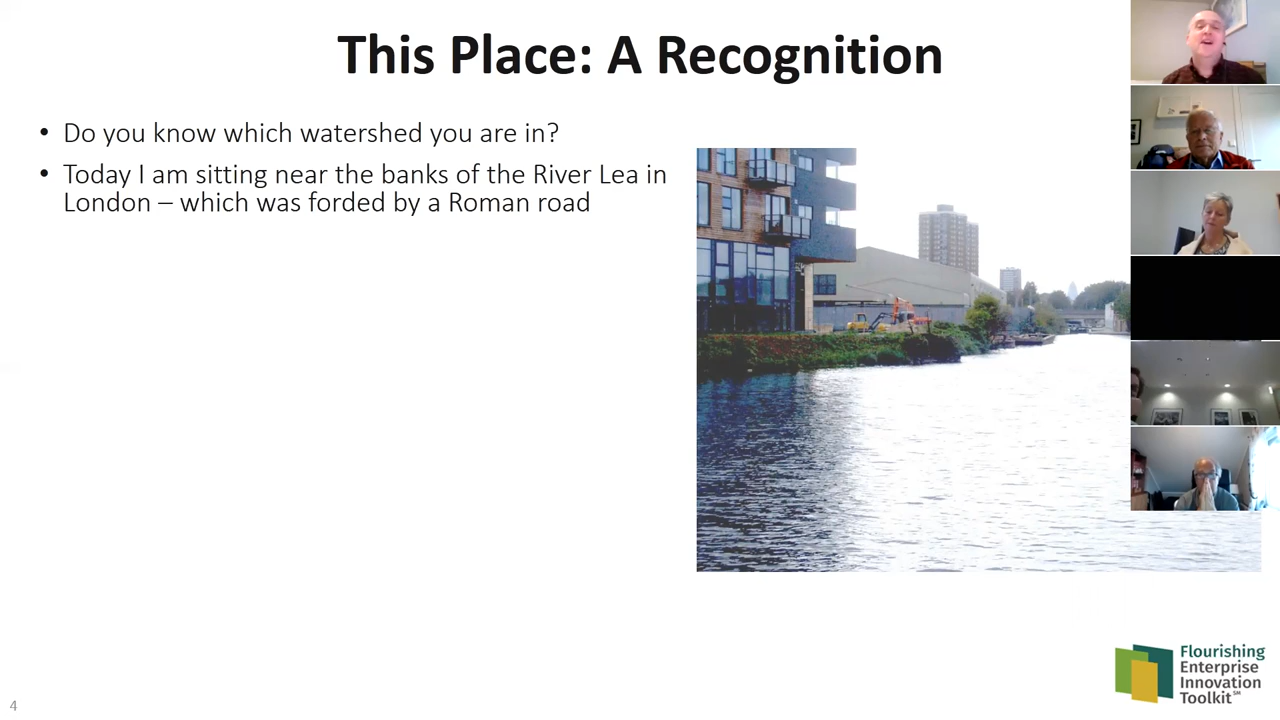 This Place: A Recognition
• Do you know which watershed you are in?
• Today I am sitting near the banks of the River Lea in
London – which was forded by a Roman road
Flourishing
Enterprise
Innovation
Toolkit℠
4